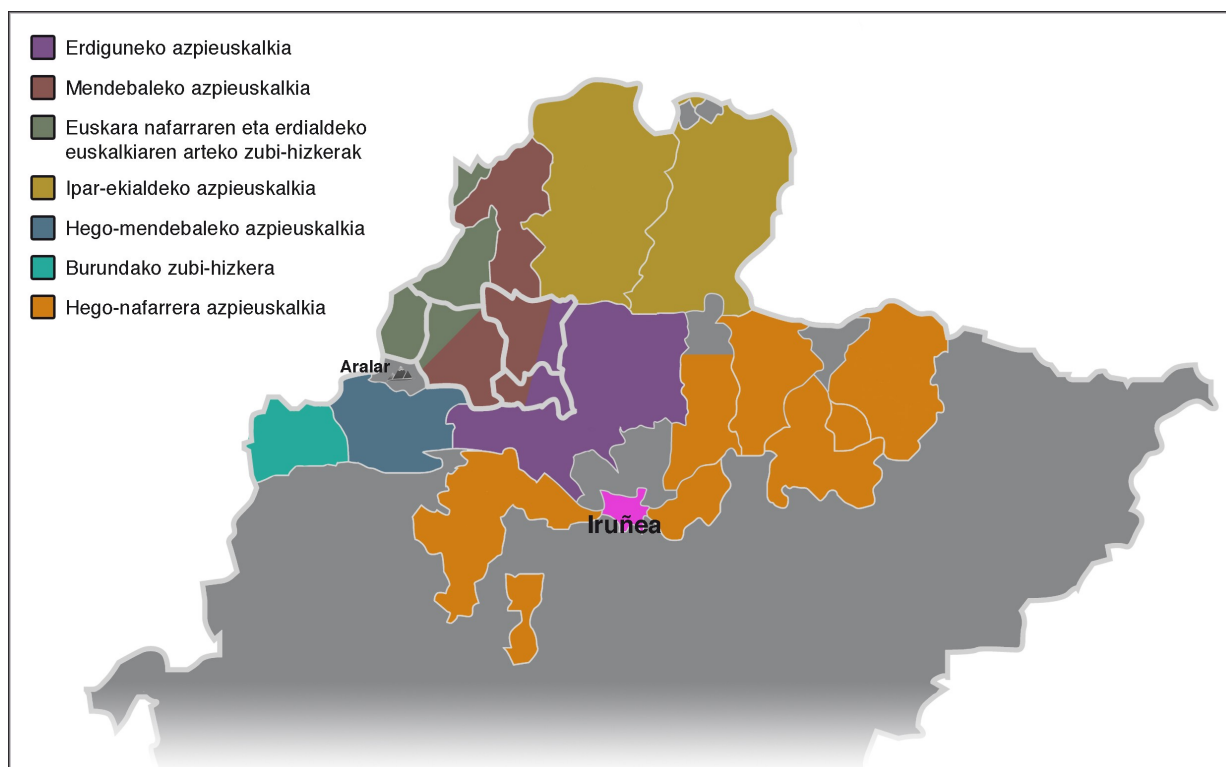 Erdiguneko azpieuskalkia
Mendebaleko azpieuskalkia
Euskara nafarraren eta erdialdeko
euskalkiaren arteko zubi-hizkerak
Ipar-ekialdeko azpieuskalkia
Hego-mendebaleko azpieuskalkia
Burundako zubi-hizkera
Hego-nafarrera azpieuskalkia
Aralar
Iruñea